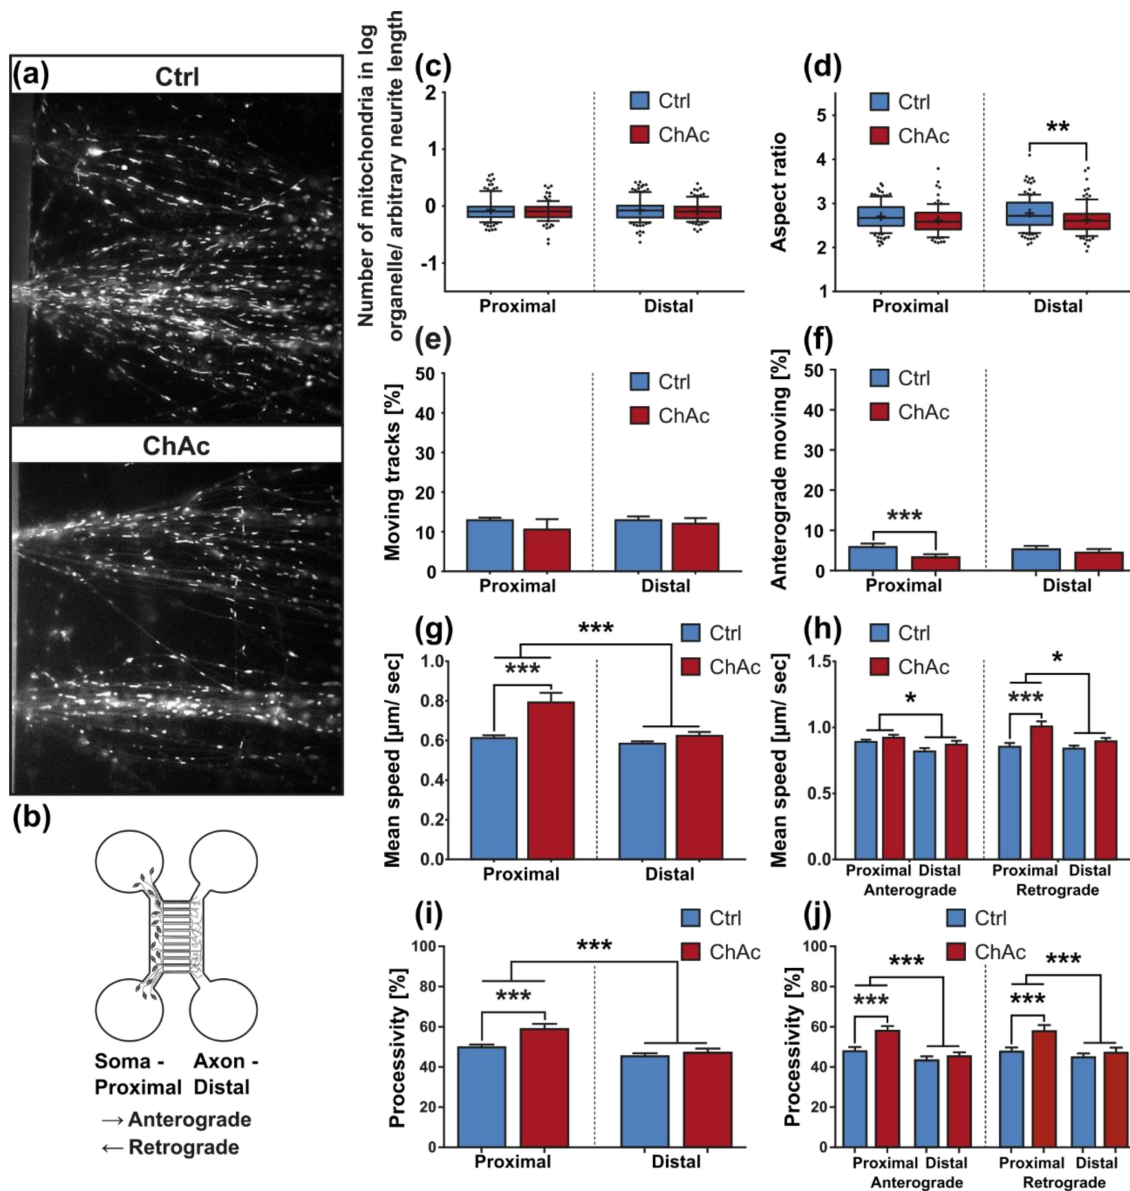 (a)
Ctrl
ChAc
(b)
Soma - Axon -
Proximal Distal
→ Anterograde
← Retrograde
(c)
Number of mitochondria in log
organelle/ arbitrary neurite length
2
1
0
-1
Ctrl
ChAc
Proximal Distal
(d)
Aspect ratio
5
4
3
2
1
Ctrl
ChAc
**
Proximal Distal
(e)
Moving tracks [%]
50
40
30
20
10
0
Ctrl
ChAc
Proximal Distal
(f)
Anterograde moving [%]
50
40
30
20
10
0
Ctrl
ChAc
***
Proximal Distal
(g)
Mean speed [µm/ sec]
1.0
0.8
0.6
0.4
0.2
0.0
***
***
Ctrl
ChAc
Proximal Distal
(h)
Mean speed [µm/ sec]
1.5
1.0
0.5
0.0
Ctrl
ChAc
*
*
***
Proximal Distal Proximal Distal
Anterograde Retrograde
(i)
Processivity [%]
100
80
60
40
20
0
***
***
Ctrl
ChAc
Proximal Distal
(j)
Processivity [%]
100
80
60
40
20
0
Ctrl
ChAc
***
***
***
***
Proximal Distal Proximal Distal
Anterograde Retrograde